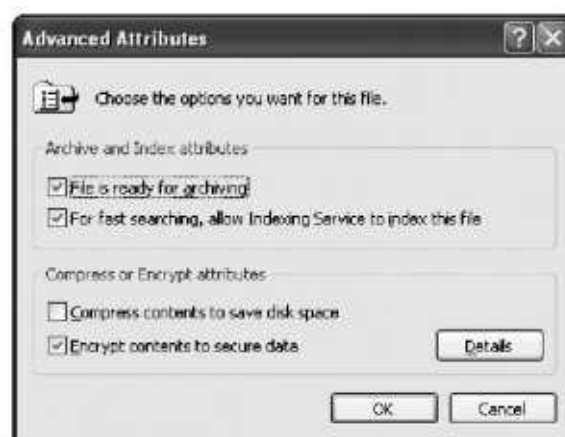 Advanced Attributes
Choose the options you want for this file.
Archive and Index attributes
File is ready for archiving
For fast searching, allow Indexing Service to index this file
Compress or Encrypt attributes
Compress contents to save disk space
Encrypt contents to secure data
Details
OK
Cancel